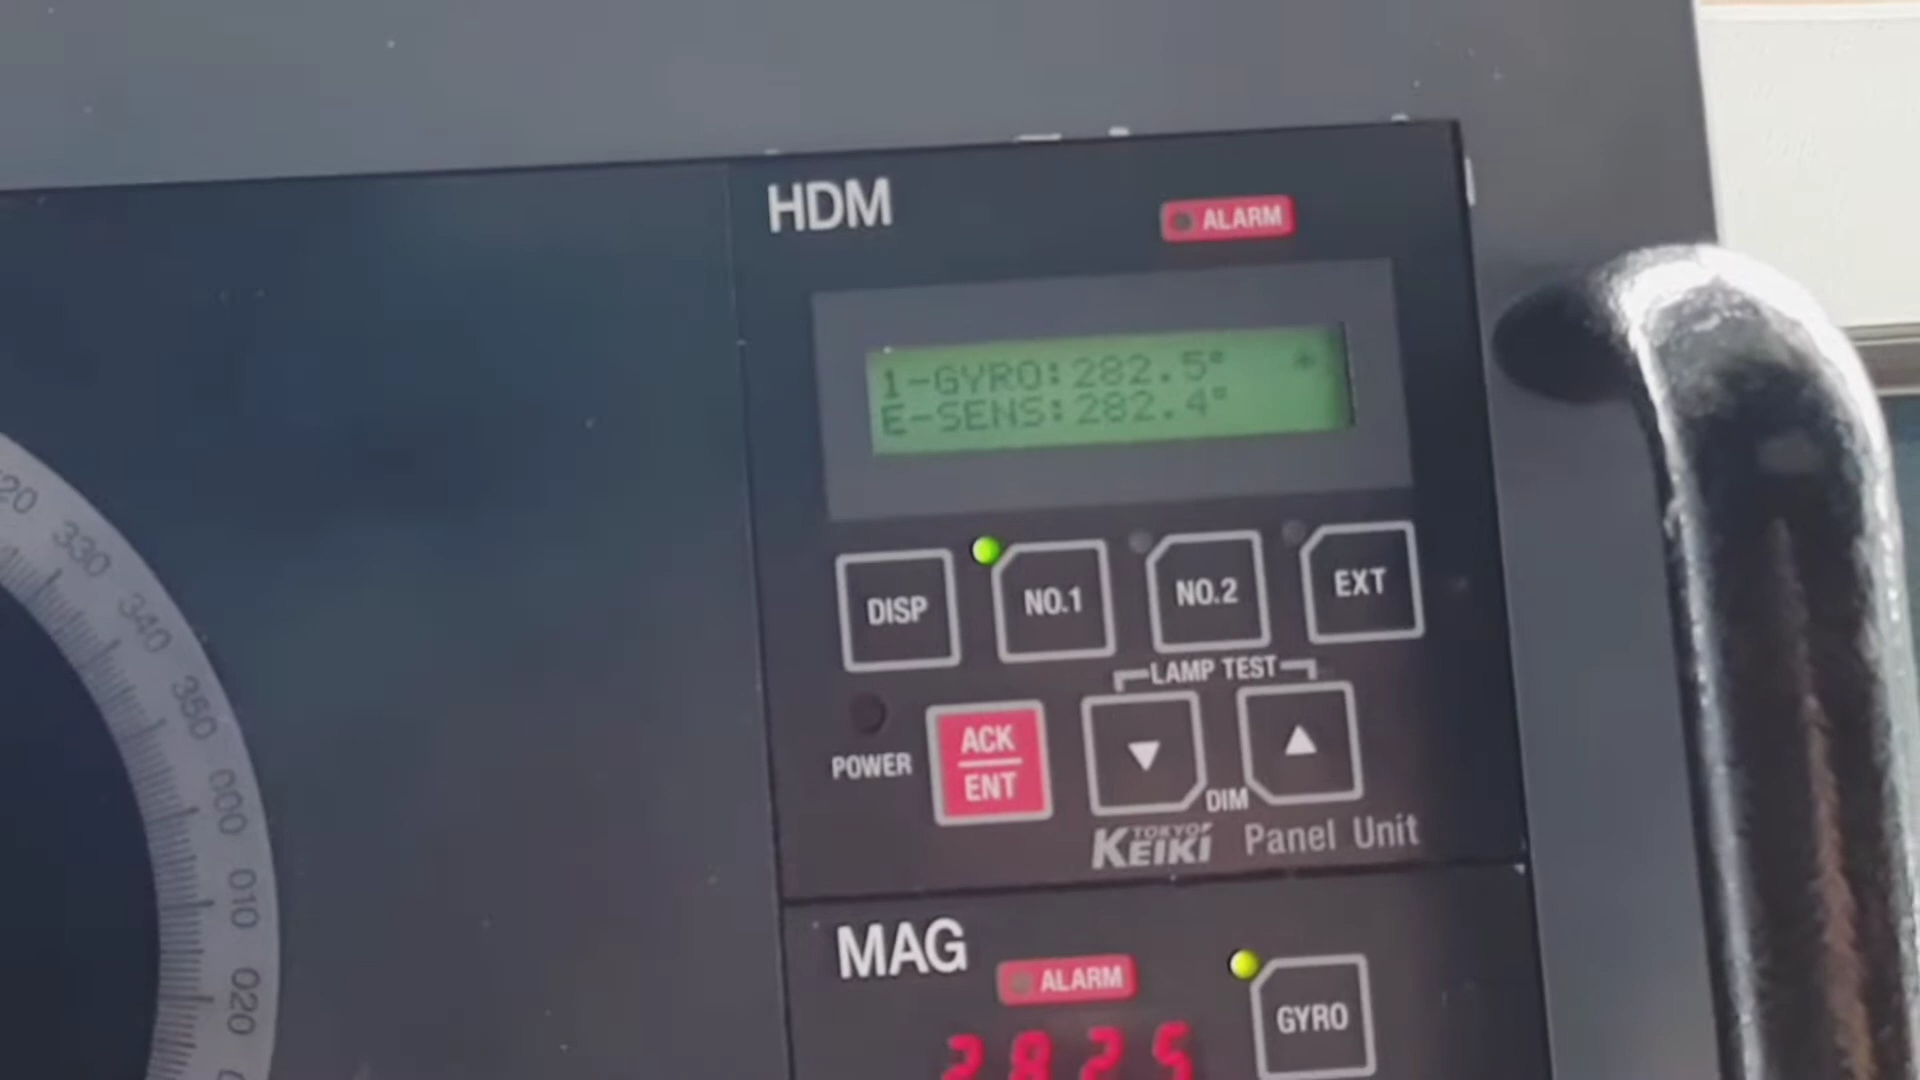 HDM
ALARM
1-GYRO:282.5° *
E-SENS:282.4°
DISP
NO.1
NO.2
EXT
LAMP TEST
POWER
ACK
ENT
DIM
TOKYO
KEIKI
Panel Unit
MAG
ALARM
GYRO
282.5
20
330
340
350
000
010
020